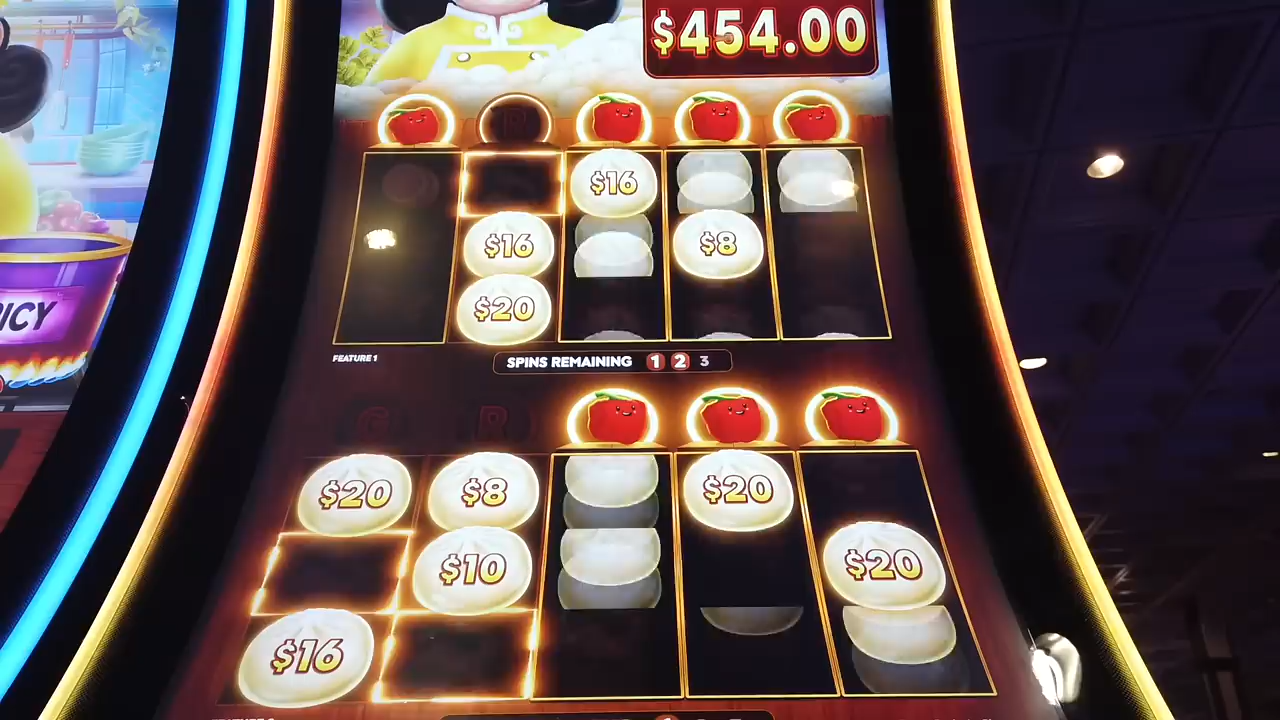 $454.00
$16
$16
$8
$20
FEATURE 1
SPINS REMAINING 1 2 3
ICY
G R
$20
$8
$20
$10
$20
$16